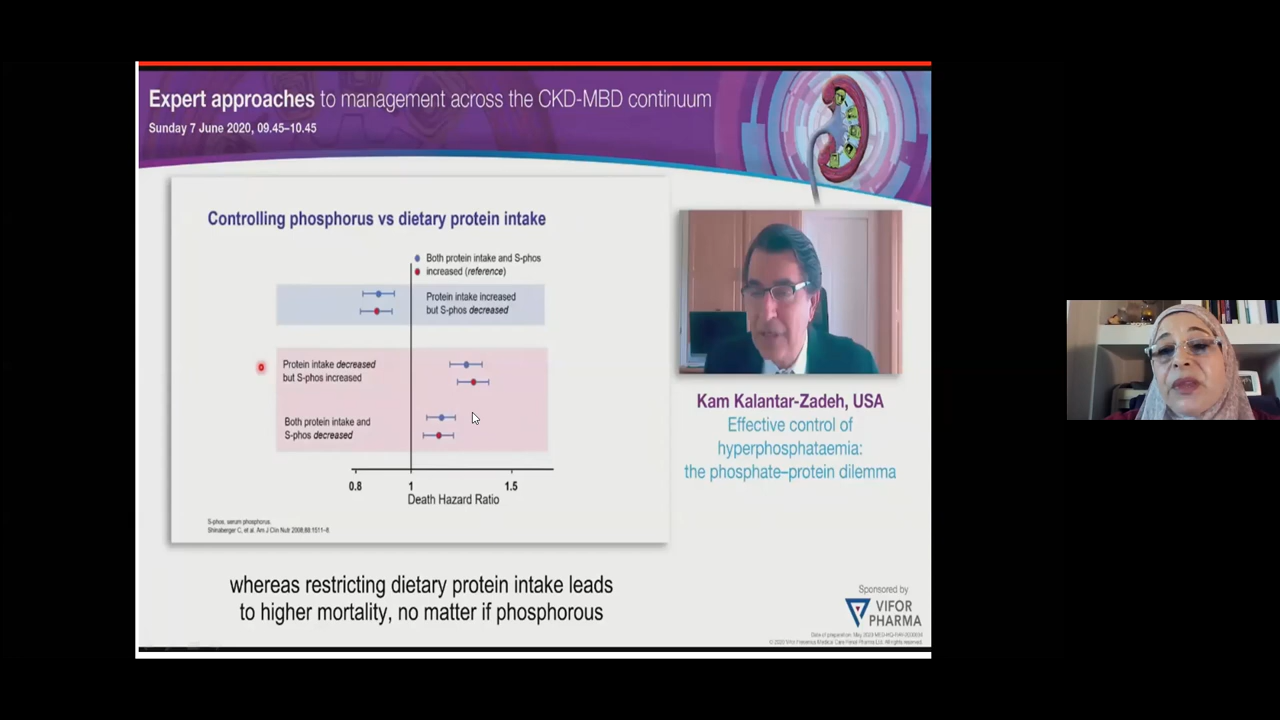 Expert approaches to management across the CKD-MBD continuum
Sunday 7 June 2020, 09.45–10.45
Controlling phosphorus vs dietary protein intake
Both protein intake and S-phos
increased (reference)
Protein intake increased
but S-phos decreased
Protein intake decreased
but S-phos increased
Both protein intake and
S-phos decreased
0.8 1 1.5
Death Hazard Ratio
S-phos, serum phosphorus.
Shinaberger C, et al. Am J Clin Nutr 2008;88:1511–8.
Kam Kalantar-Zadeh, USA
Effective control of
hyperphosphataemia:
the phosphate–protein dilemma
whereas restricting dietary protein intake leads
to higher mortality, no matter if phosphorous
Sponsored by
VIFOR
PHARMA